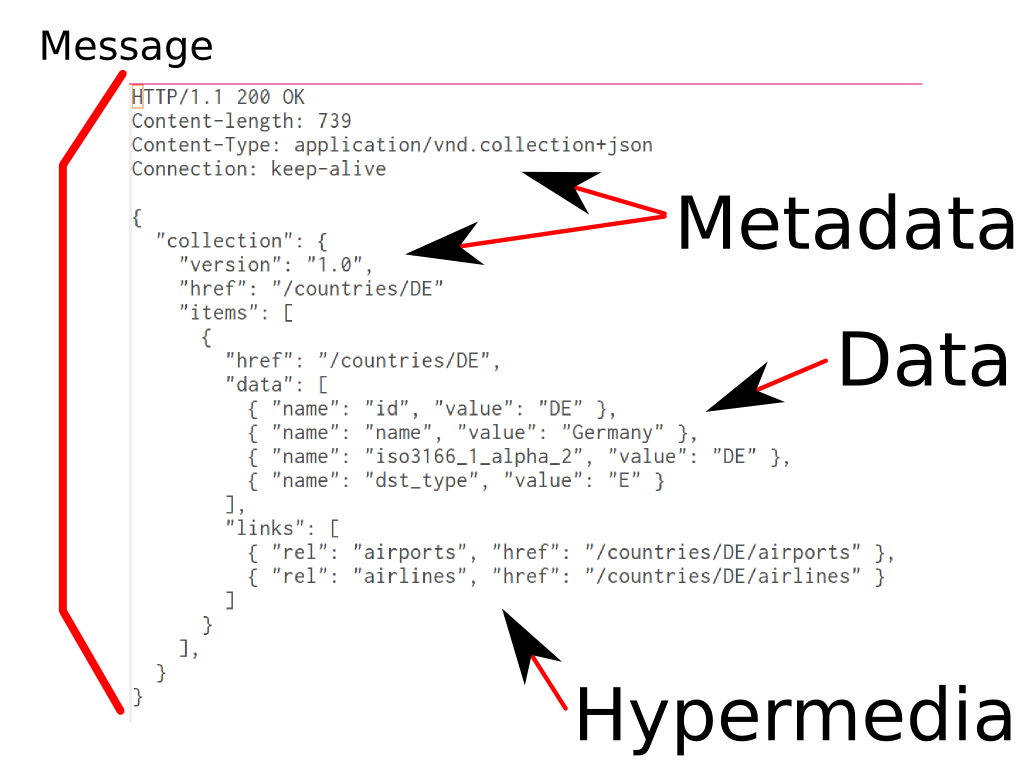 Message
HTTP/1.1 200 OK
Content-length: 739
Content-Type: application/vnd.collection+json
Connection: keep-alive
{
  "collection": {
    "version": "1.0",
    "href": "/countries/DE"
    "items": [
      {
        "href": "/countries/DE",
        "data": [
          { "name": "id", "value": "DE" },
          { "name": "name", "value": "Germany" },
          { "name": "iso3166_1_alpha_2", "value": "DE" },
          { "name": "dst_type", "value": "E" }
        ],
        "links": [
          { "rel": "airports", "href": "/countries/DE/airports" },
          { "rel": "airlines", "href": "/countries/DE/airlines" }
        ]
      }
    ],
  }
}
Metadata
Data
Hypermedia